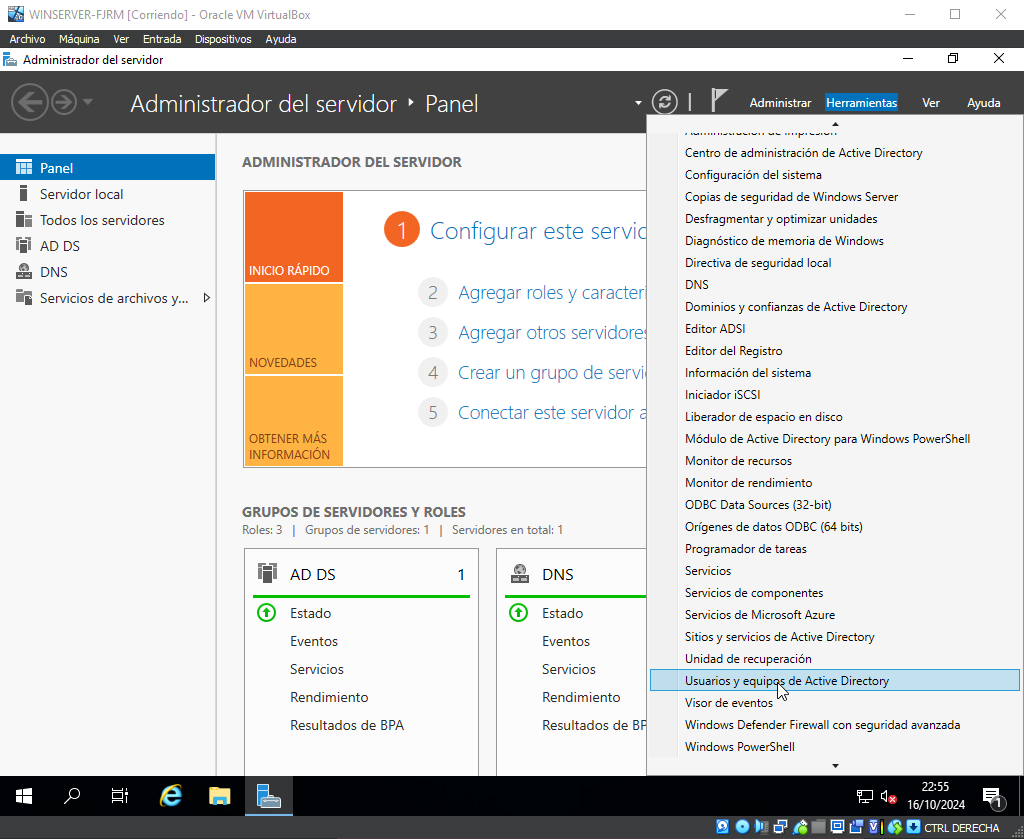 WINSERVER-FJRM [Corriendo] - Oracle VM VirtualBox
Archivo Máquina Ver Entrada Dispositivos Ayuda
Administrador del servidor
Administrador del servidor ‣ Panel
Administrar Herramientas Ver Ayuda
Panel
Servidor local
Todos los servidores
AD DS
DNS
Servicios de archivos y...
ADMINISTRADOR DEL SERVIDOR
INICIO RÁPIDO
NOVEDADES
OBTENER MÁS
INFORMACIÓN
1 Configurar este servic
2 Agregar roles y caracterí
3 Agregar otros servidores
4 Crear un grupo de servi
5 Conectar este servidor a
GRUPOS DE SERVIDORES Y ROLES
Roles: 3 | Grupos de servidores: 1 | Servidores en total: 1
AD DS 1
Estado
Eventos
Servicios
Rendimiento
Resultados de BPA
DNS
Estado
Eventos
Servicios
Rendimiento
Resultados de BP
Administración de impresión
Centro de administración de Active Directory
Configuración del sistema
Copias de seguridad de Windows Server
Desfragmentar y optimizar unidades
Diagnóstico de memoria de Windows
Directiva de seguridad local
DNS
Dominios y confianzas de Active Directory
Editor ADSI
Editor del Registro
Información del sistema
Iniciador iSCSI
Liberador de espacio en disco
Módulo de Active Directory para Windows PowerShell
Monitor de recursos
Monitor de rendimiento
ODBC Data Sources (32-bit)
Orígenes de datos ODBC (64 bits)
Programador de tareas
Servicios
Servicios de componentes
Servicios de Microsoft Azure
Sitios y servicios de Active Directory
Unidad de recuperación
Usuarios y equipos de Active Directory
Visor de eventos
Windows Defender Firewall con seguridad avanzada
Windows PowerShell
22:55
16/10/2024
1
CTRL DERECHA